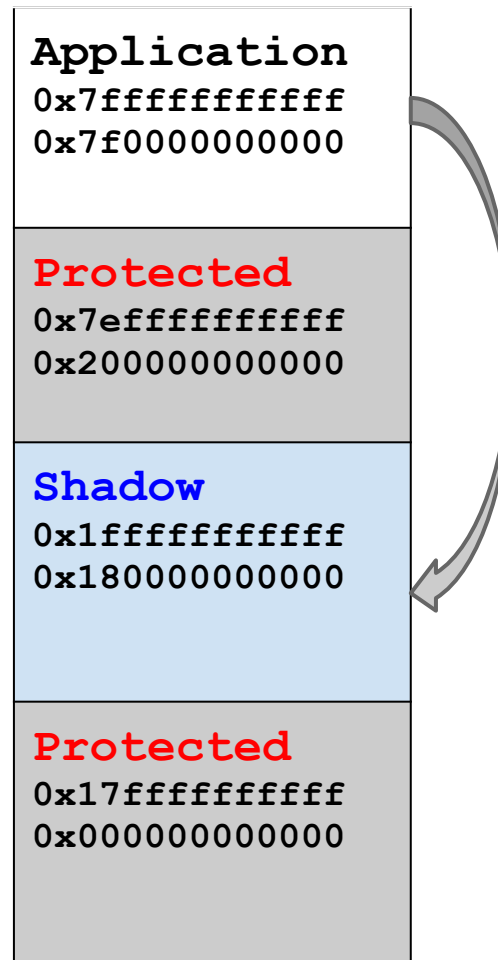 Application
0x7fffffffffff
0x7f0000000000
Protected
0x7effffffffff
0x200000000000
Shadow
0x1fffffffffff
0x180000000000
Protected
0x17ffffffffff
0x000000000000